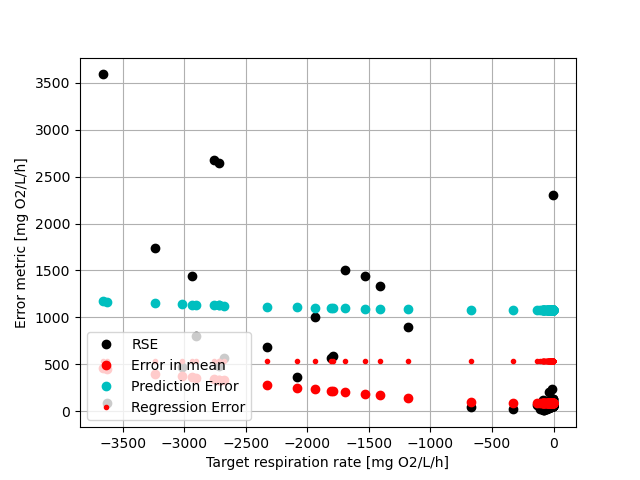 3500
3000
2500
2000
1500
1000
500
0
Error metric [mg O2/L/h]
RSE
Error in mean
Prediction Error
Regression Error
−3500 −3000 −2500 −2000 −1500 −1000 −500 0
Target respiration rate [mg O2/L/h]